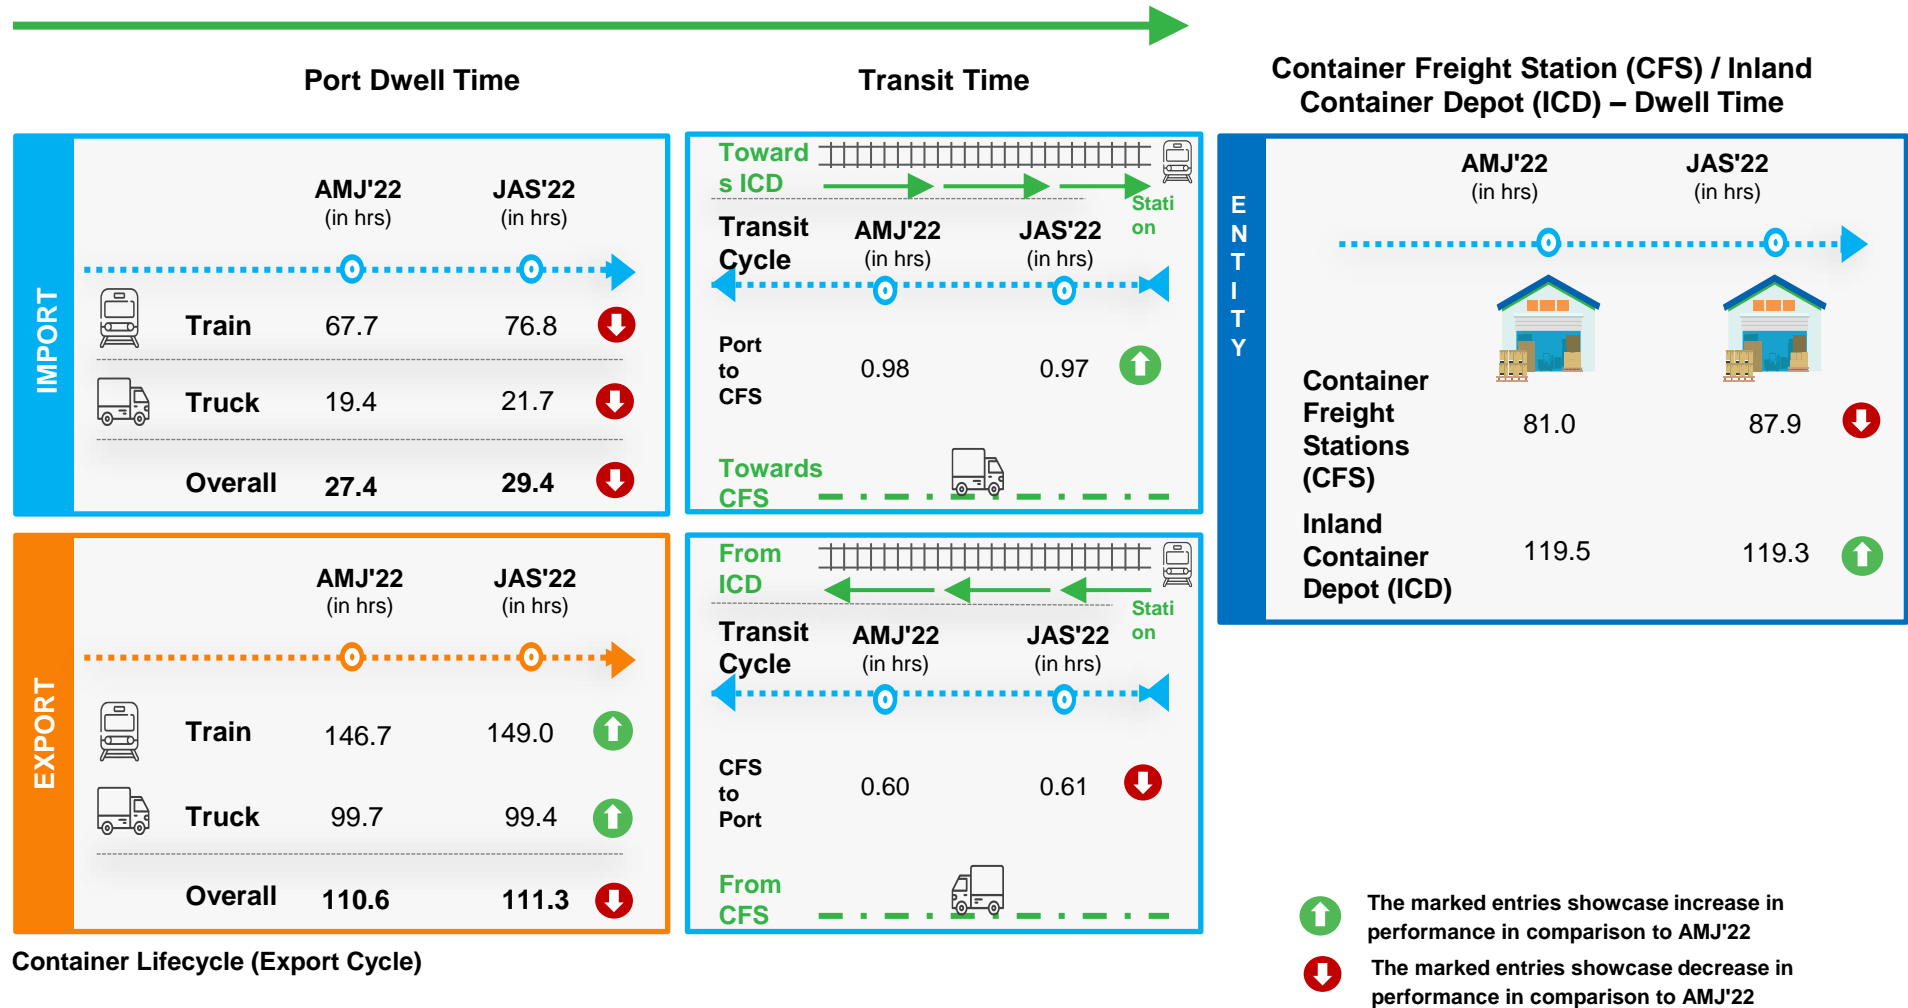 Port Dwell Time
Transit Time
Container Freight Station (CFS) / Inland
Container Depot (ICD) – Dwell Time
IMPORT
AMJ'22
(in hrs)
JAS'22
(in hrs)
Train 67.7 76.8
Truck 19.4 21.7
Overall 27.4 29.4
Toward
s ICD
Stati
on
Transit
Cycle
AMJ'22
(in hrs)
JAS'22
(in hrs)
Port
to
CFS
0.98 0.97
Towards
CFS
ENTITY
AMJ'22
(in hrs)
JAS'22
(in hrs)
Container
Freight
Stations
(CFS)
81.0 87.9
Inland
Container
Depot (ICD)
119.5 119.3
EXPORT
AMJ'22
(in hrs)
JAS'22
(in hrs)
Train 146.7 149.0
Truck 99.7 99.4
Overall 110.6 111.3
From
ICD
Stati
on
Transit
Cycle
AMJ'22
(in hrs)
JAS'22
(in hrs)
CFS
to
Port
0.60 0.61
From
CFS
Container Lifecycle (Export Cycle)
The marked entries showcase increase in
performance in comparison to AMJ'22
The marked entries showcase decrease in
performance in comparison to AMJ'22